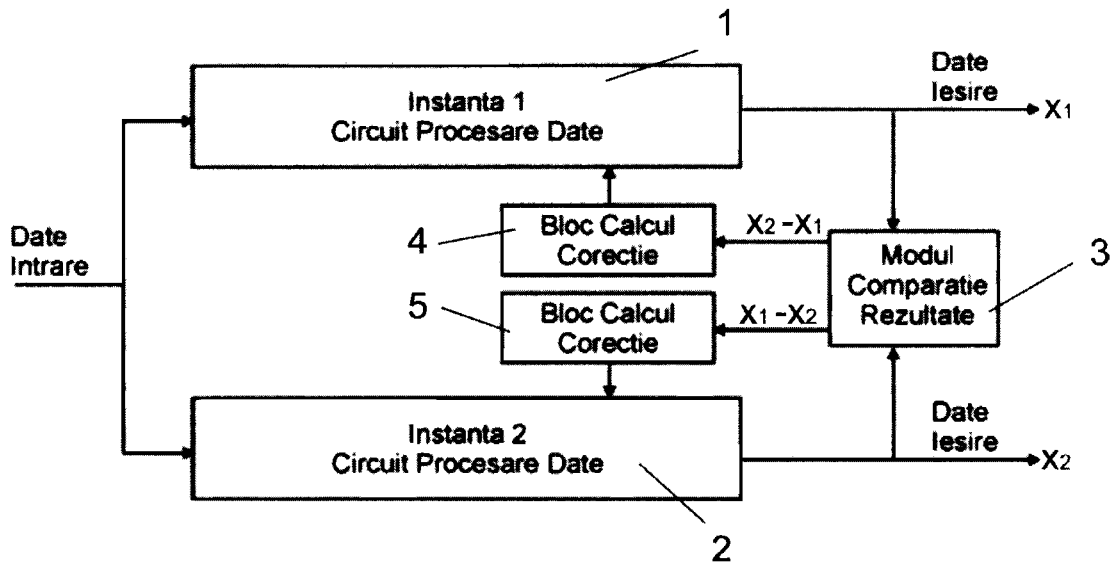 1
Instanta 1
Circuit Procesare Date
Date
Iesire
X1
Date
Intrare
4
Bloc Calcul
Corectie
X2 -X1
Modul
Comparatie
Rezultate
3
5
Bloc Calcul
Corectie
X1 -X2
Instanta 2
Circuit Procesare Date
Date
Iesire
X2
2